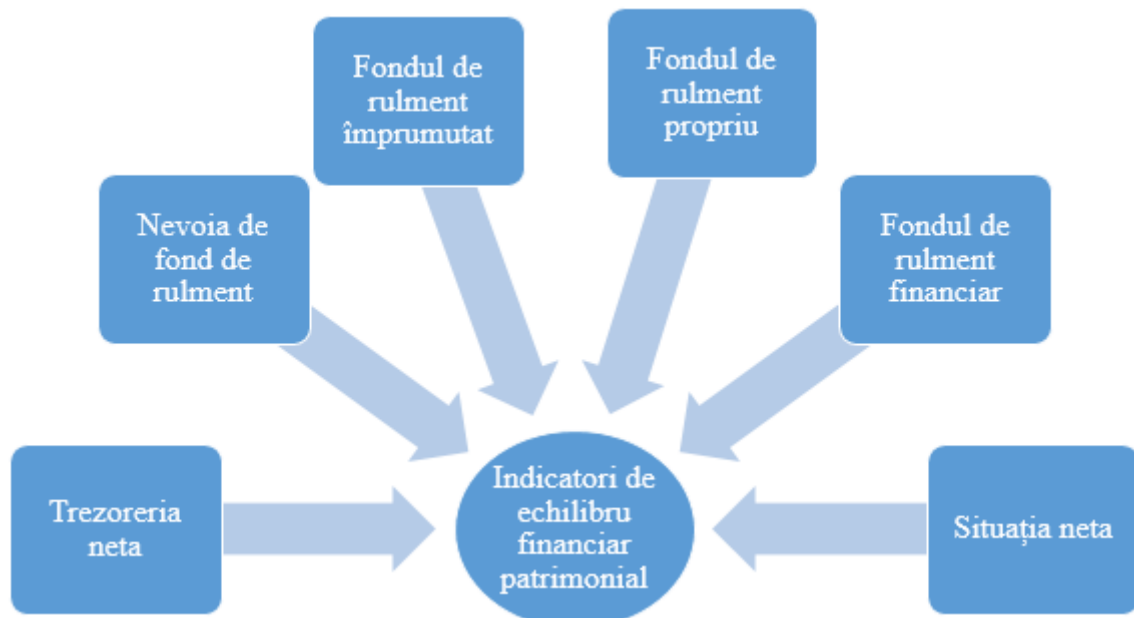 Fondul de
rulment
împrumutat
Fondul de
rulment
propriu
Nevoia de
fond de
rulment
Fondul de
rulment
financiar
Trezoreria
neta
Indicatori de
echilibru
financiar
patrimonial
Situația neta